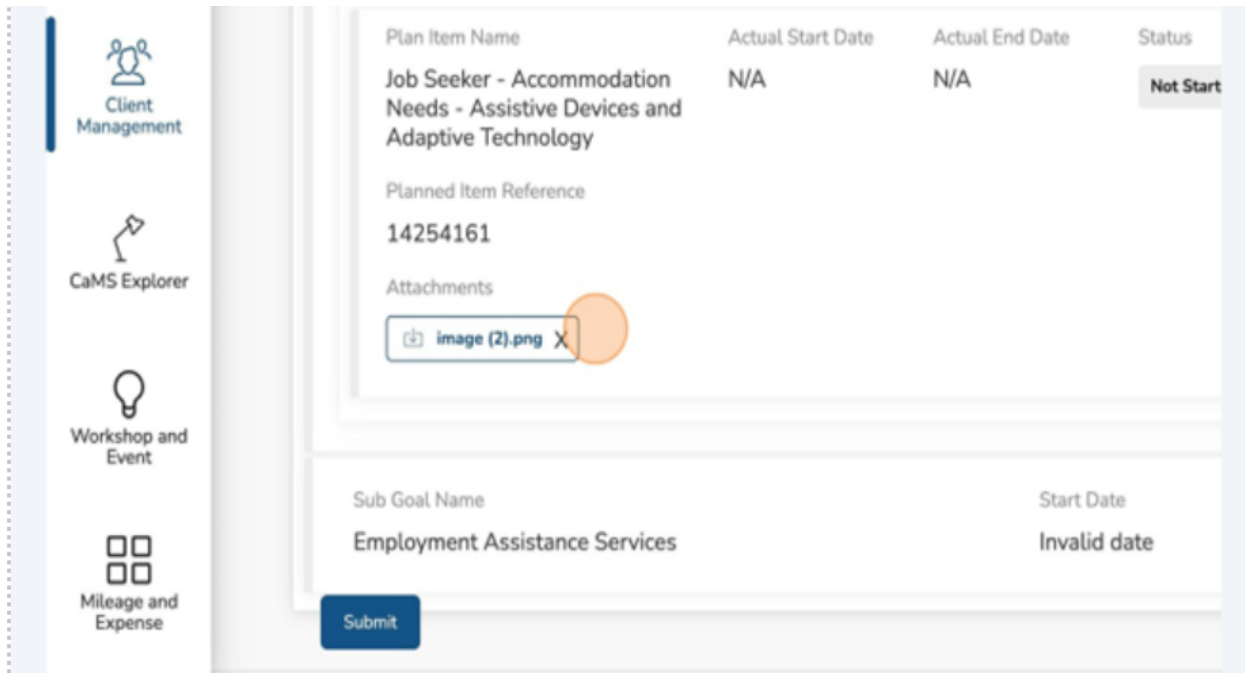 Client
Management
CaMS Explorer
Workshop and
Event
Mileage and
Expense
Plan Item Name
Actual Start Date
Actual End Date
Status
Job Seeker - Accommodation
Needs - Assistive Devices and
Adaptive Technology
N/A
N/A
Not Start
Planned Item Reference
14254161
Attachments
image (2).png X
Sub Goal Name
Start Date
Employment Assistance Services
Invalid date
Submit